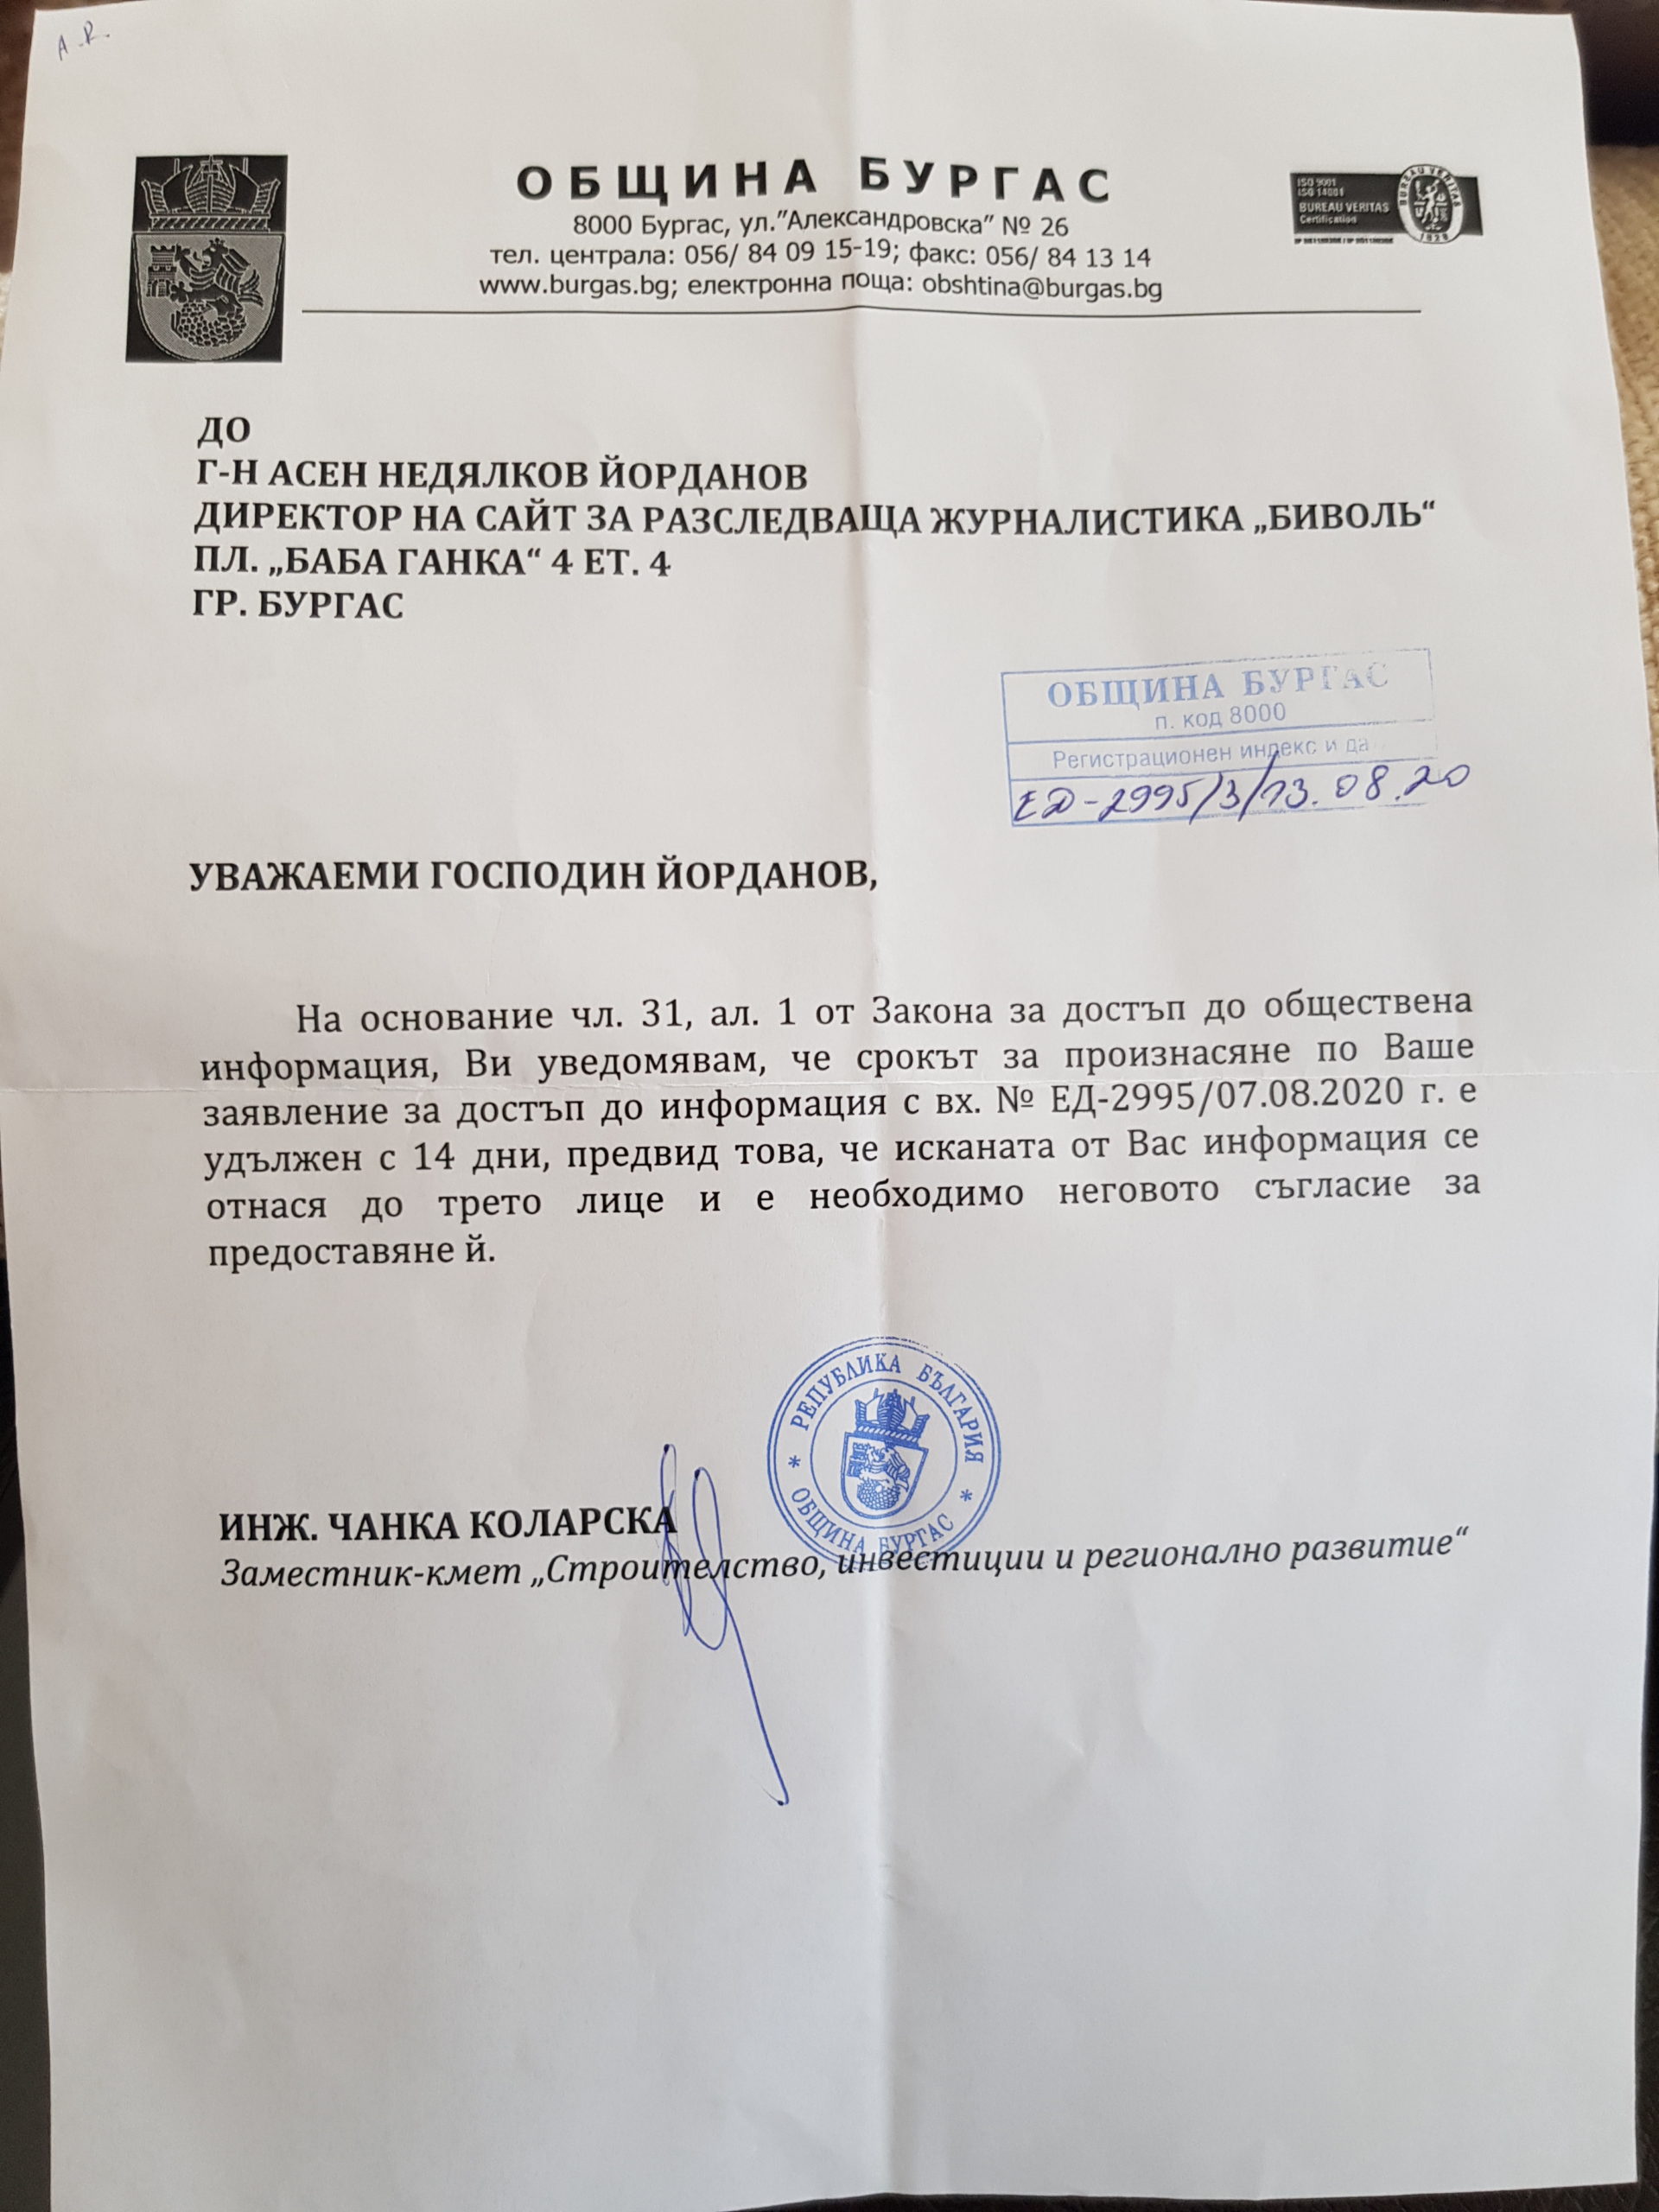 А.R.
ОБЩИНА БУРГАС
8000 Бургас, ул."Александровска" № 26
тел. централа: 056/ 84 09 15-19; факс: 056/ 84 13 14
www.burgas.bg; електронна поща: obshtina@burgas.bg
ISO 9001
ISO 14001
BUREAU VERITAS
Certification
BUREAU VERITAS
1828
ДО
Г-Н АСЕН НЕДЯЛКОВ ЙОРДАНОВ
ДИРЕКТОР НА САЙТ ЗА РАЗСЛЕДВАЩА ЖУРНАЛИСТИКА „БИВОЛЬ“
ПЛ. „БАБА ГАНКА“ 4 ЕТ. 4
ГР. БУРГАС
ОБЩИНА БУРГАС
п. код 8000
Регистрационен индекс и да
ЕД-2995/3/13.08.20
УВАЖАЕМИ ГОСПОДИН ЙОРДАНОВ,
На основание чл. 31, ал. 1 от Закона за достъп до обществена
информация, Ви уведомявам, че срокът за произнасяне по Ваше
заявление за достъп до информация с вх. № ЕД-2995/07.08.2020 г. е
удължен с 14 дни, предвид това, че исканата от Вас информация се
отнася до трето лице и е необходимо неговото съгласие за
предоставяне й.
* РЕПУБЛИКА БЪЛГАРИЯ *
ОБЩИНА БУРГАС
ИНЖ. ЧАНКА КОЛАРСКА
Заместник-кмет „Строителство, инвестиции и регионално развитие“